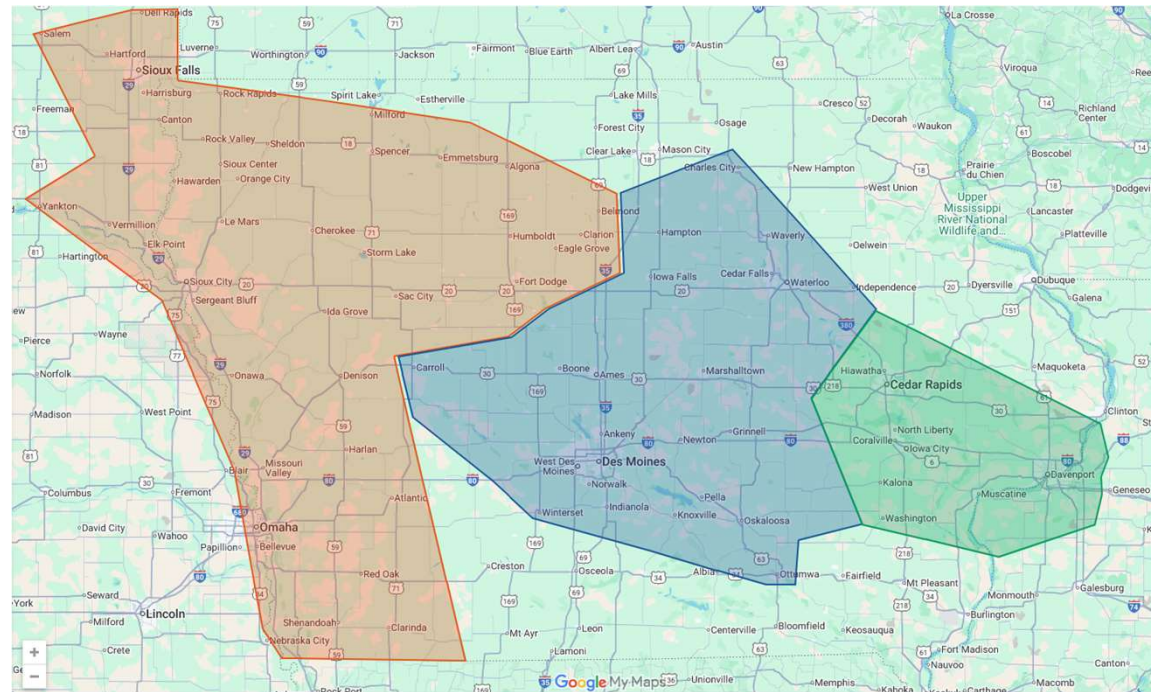 Dell Rapids
La Crosse
Salem
Luverne
Worthington
Jackson
Fairmont
Blue Earth
Albert Lea
Austin
Hartford
Sioux Falls
Viroqua
Harrisburg
Rock Rapids
Spirit Lake
Estherville
Lake Mills
Freeman
Canton
Milford
Cresco
Richland
Center
Forest City
Osage
Decorah
Waukon
Rock Valley
Sheldon
Spencer
Emmetsburg
Algona
Clear Lake
Mason City
Charles City
Boscobel
Sioux Center
Orange City
New Hampton
Prairie
du Chien
Hawarden
West Union
Upper
Mississippi
River National
Wildlife and...
Dodgevi
Yankton
Vermillion
Le Mars
Cherokee
Storm Lake
Humboldt
Belmond
Clarion
Eagle Grove
Hampton
Waverly
Oelwein
Lancaster
Platteville
Elk Point
Hartington
Sioux City
Sergeant Bluff
Sac City
Fort Dodge
Iowa Falls
Cedar Falls
Waterloo
Independence
Dyersville
Dubuque
Galena
Ida Grove
Wayne
Pierce
Norfolk
Onawa
Denison
Carroll
Boone
Ames
Marshalltown
Hiawatha
Cedar Rapids
Maquoketa
Madison
West Point
Harlan
Ankeny
Newton
Grinnell
Coralville
North Liberty
Iowa City
Clinton
Blair
Missouri
Valley
West Des
Moines
Des Moines
Norwalk
Kalona
Davenport
Geneseo
Columbus
Fremont
Atlantic
Winterset
Indianola
Knoxville
Pella
Oskaloosa
Washington
Muscatine
David City
Wahoo
Omaha
Papillion
Bellevue
Red Oak
Creston
Osceola
Albia
Ottumwa
Fairfield
Mt Pleasant
Monmouth
Galesburg
York
Seward
Lincoln
Milford
Crete
Shenandoah
Clarinda
Nebraska City
Mt Ayr
Leon
Lamoni
Centerville
Bloomfield
Keosauqua
Burlington
Fort Madison
Nauvoo
Canton
Macomb
Rock Port
Google My Maps
Unionville
Memphis
Kahoka
Carthage